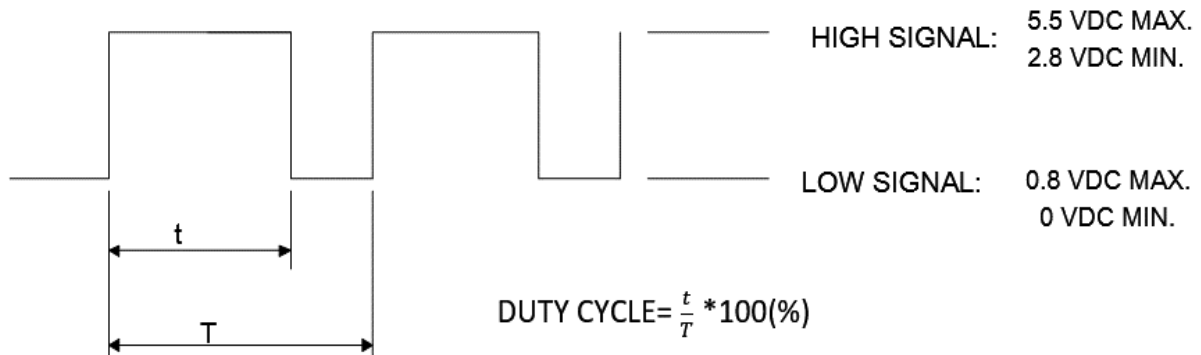 HIGH SIGNAL: 5.5 VDC MAX.
2.8 VDC MIN.
LOW SIGNAL: 0.8 VDC MAX.
0 VDC MIN.
t
T
DUTY CYCLE= t/T *100(%)